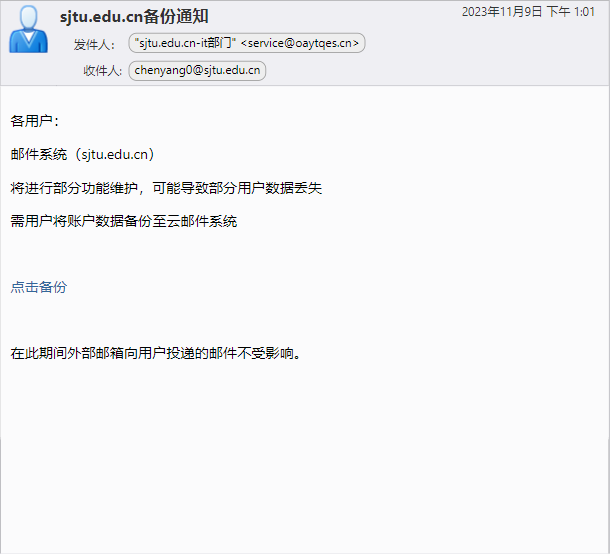 sjtu.edu.cn备份通知
2023年11月9日 下午 1:01
发件人： "sjtu.edu.cn-it部门" <service@oaytqes.cn>
收件人： chenyang0@sjtu.edu.cn
各用户：
邮件系统（sjtu.edu.cn）
将进行部分功能维护，可能导致部分用户数据丢失
需用户将账户数据备份至云邮件系统
点击备份
在此期间外部邮箱向用户投递的邮件不受影响。